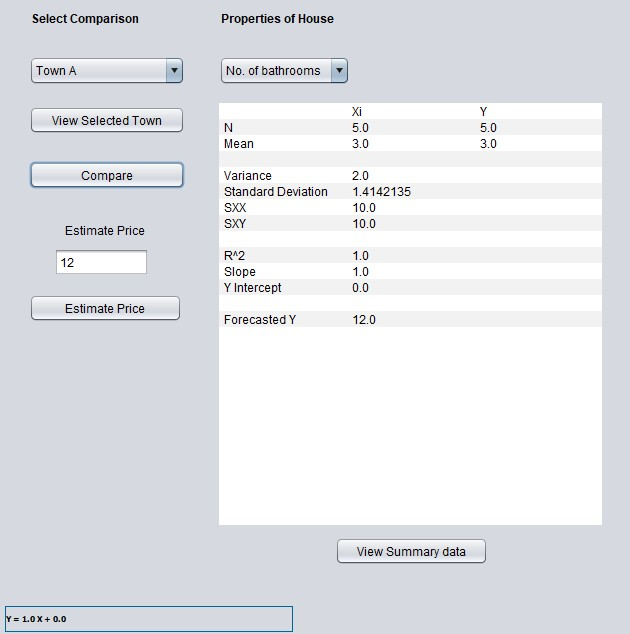 Select Comparison Properties of House
Town A No. of bathrooms
View Selected Town
Compare
Estimate Price
12
Estimate Price
Xi Y
N 5.0 5.0
Mean 3.0 3.0
Variance 2.0
Standard Deviation 1.4142135
SXX 10.0
SXY 10.0
R^2 1.0
Slope 1.0
Y Intercept 0.0
Forecasted Y 12.0
View Summary data
Y = 1.0 X + 0.0